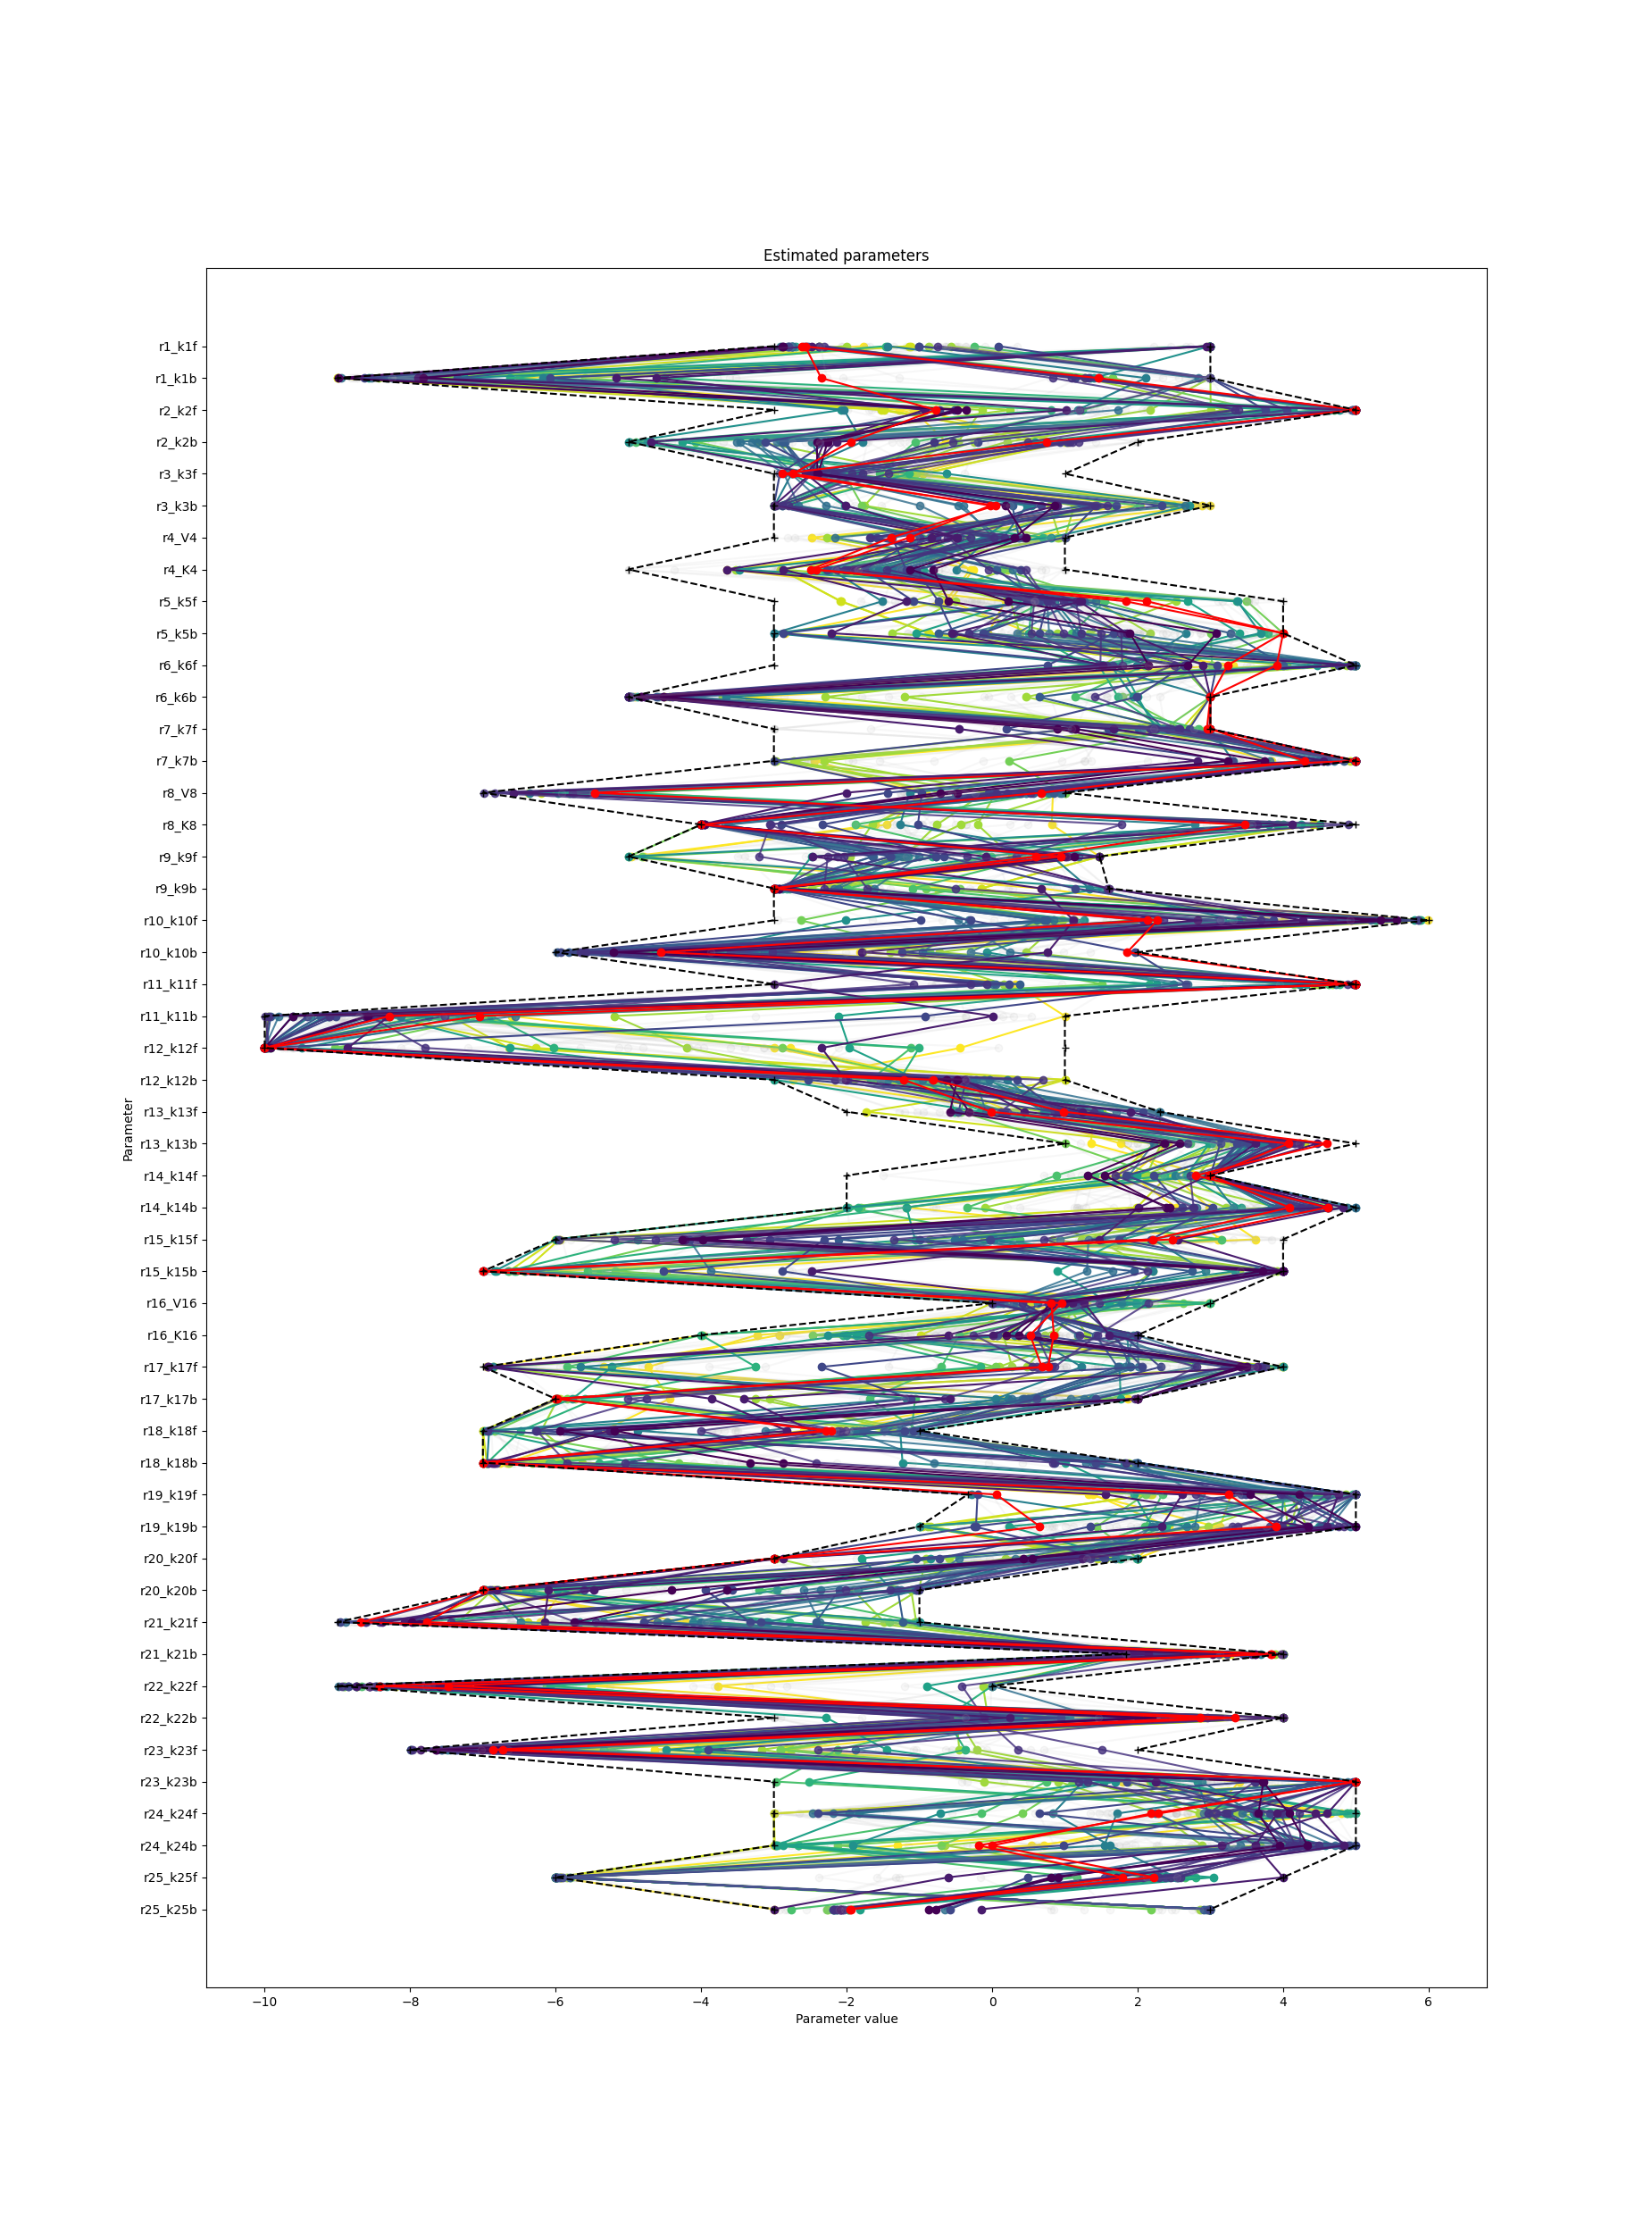 Estimated parameters
r1_k1f
r1_k1b
r2_k2f
r2_k2b
r3_k3f
r3_k3b
r4_V4
r4_K4
r5_k5f
r5_k5b
r6_k6f
r6_k6b
r7_k7f
r7_k7b
r8_V8
r8_K8
r9_k9f
r9_k9b
r10_k10f
r10_k10b
r11_k11f
r11_k11b
r12_k12f
r12_k12b
r13_k13f
r13_k13b
r14_k14f
r14_k14b
r15_k15f
r15_k15b
r16_V16
r16_K16
r17_k17f
r17_k17b
r18_k18f
r18_k18b
r19_k19f
r19_k19b
r20_k20f
r20_k20b
r21_k21f
r21_k21b
r22_k22f
r22_k22b
r23_k23f
r23_k23b
r24_k24f
r24_k24b
r25_k25f
r25_k25b
Parameter
−10 −8 −6 −4 −2 0 2 4 6
Parameter value